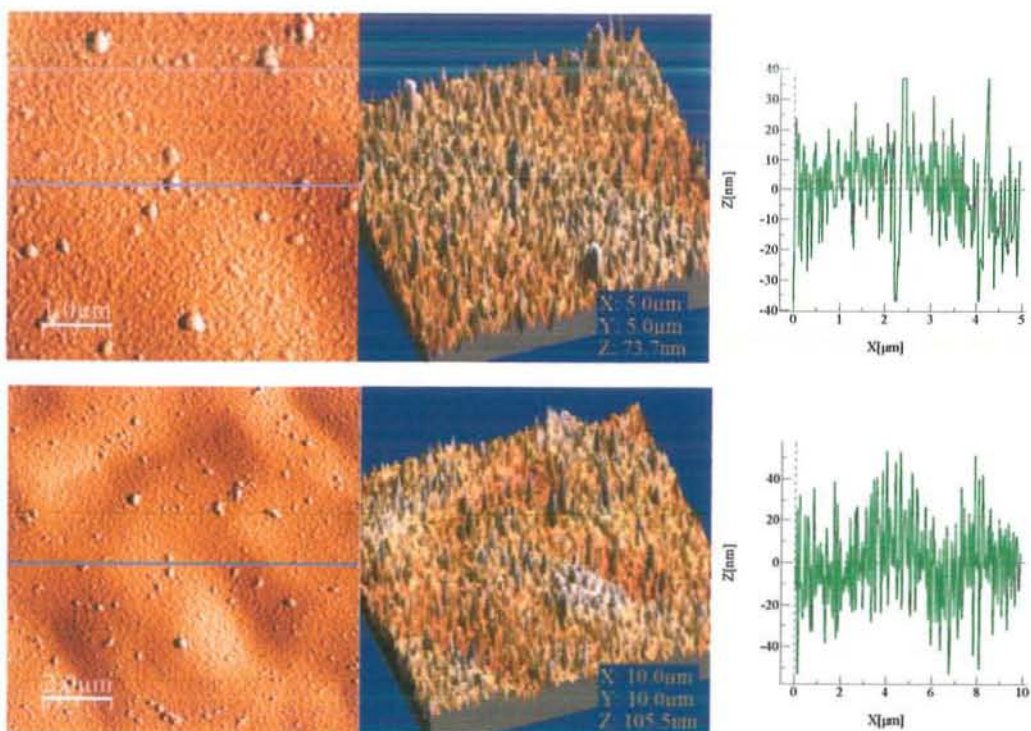 1.0µm
X: 5.0µm
Y: 5.0µm
Z: 73.7nm
40
30
20
10
0
-10
-20
-30
-40
Z[nm]
0 1 2 3 4 5
X[µm]
2.0µm
X: 10.0µm
Y: 10.0µm
Z: 105.5nm
40
20
0
-20
-40
Z[nm]
0 2 4 6 8 10
X[µm]